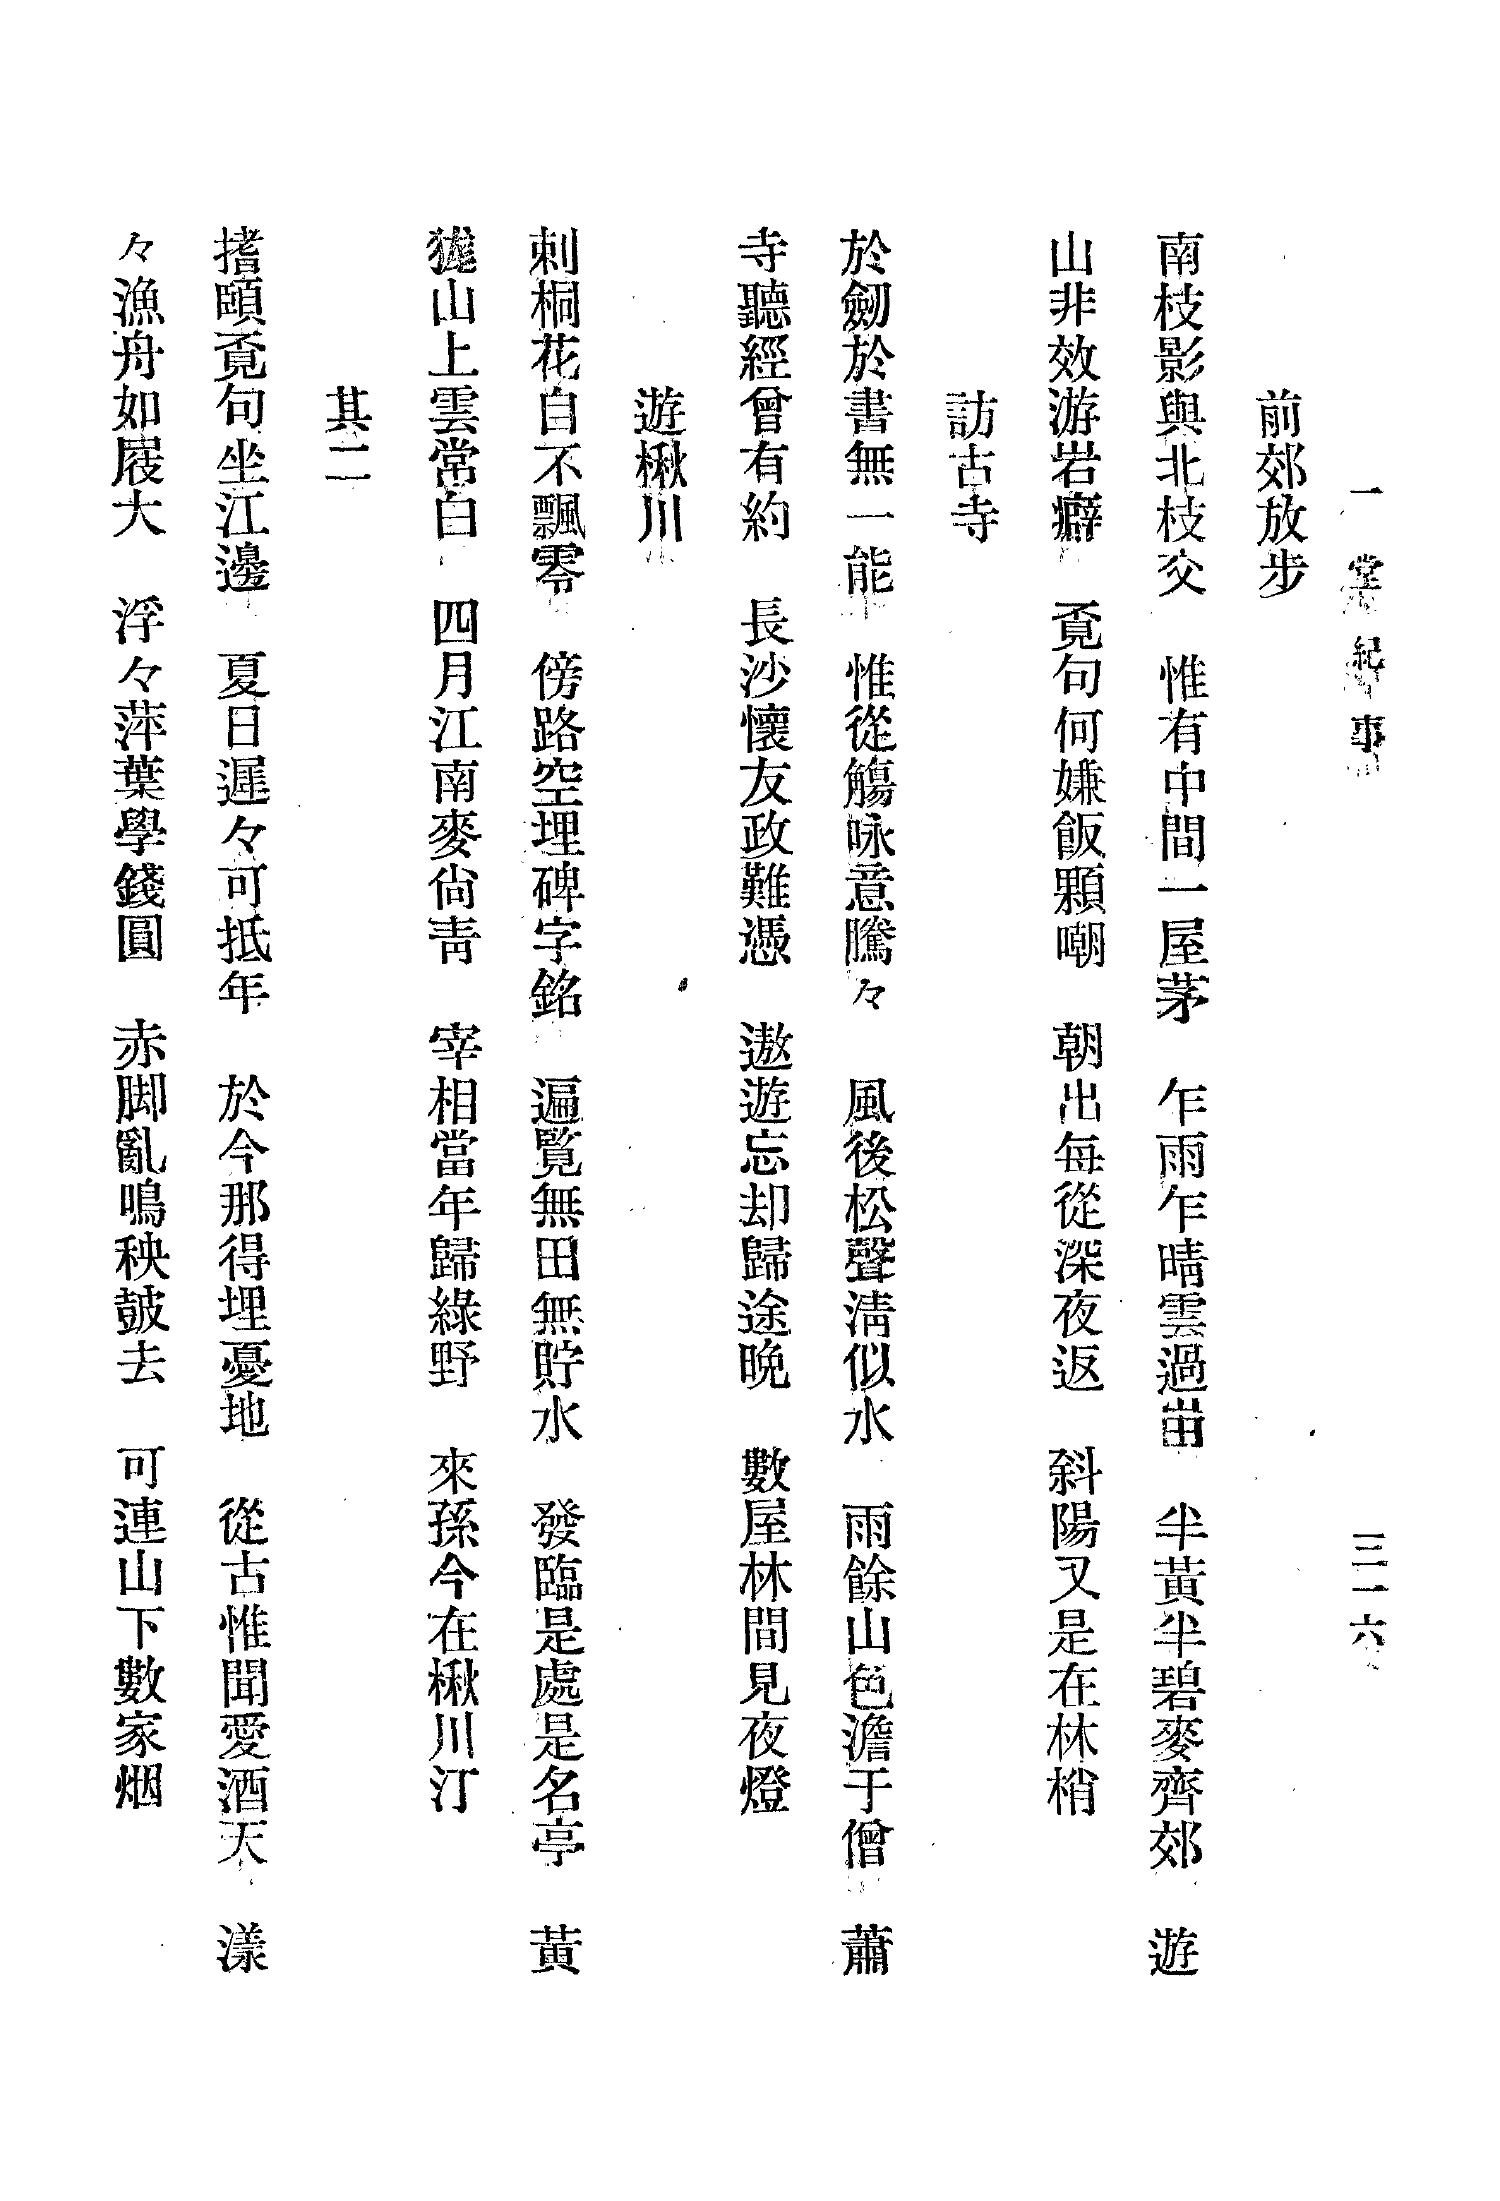 一堂紀事　三一六
前郊放步
南枝影與北枝交　惟有中間一屋茅　乍雨乍晴雲過甾　半黃半碧麥齊郊　遊
山非效游岩癖　覔句何嫌飯顆嘲　朝出每從深夜返　斜陽又是在林梢
訪古寺
於劒於書無一能　惟從觴咏意騰々　風後松聲淸似水　雨餘山色澹于僧　蕭
寺聽經曾有約　長沙懷友政難憑　遨遊忘却歸途晩　數屋林間見夜燈
遊楸川
刺桐花自不飄零　傍路空埋碑字銘　遍覽無田無貯水　發臨是處是名亭　黃
㹙山上雲常白　四月江南麥尙靑　宰相當年歸綠野　來孫今在楸川汀
其二
搘頤覔句坐江邊　夏日遲々可抵年　於今那得埋憂地　從古惟聞愛酒天　漾
々漁舟如屐大　浮々萍葉學錢圓　赤脚亂鳴秧皷去　可連山下數家烟